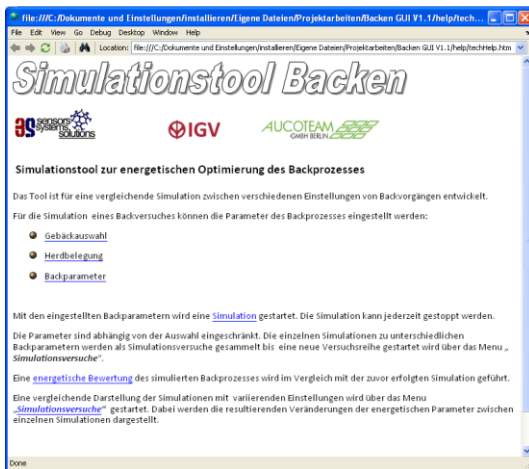 file:///C:/Dokumente und Einstellungen/installieren/Eigene Dateien/Projektarbeiten/Backen GUI V1.1/help/tech...
File Edit View Go Debug Desktop Window Help
Location: file:///C:/Dokumente und Einstellungen/installieren/Eigene Dateien/Projektarbeiten/Backen GUI V1.1/help/techHelp.htm
Simulationstool Backen
as sensors systems solutions
IGV
AUCOTEAM GMBH BERLIN
Simulationstool zur energetischen Optimierung des Backprozesses
Das Tool ist für eine vergleichende Simulation zwischen verschiedenen Einstellungen von Backvorgängen entwickelt.
Für die Simulation eines Backversuches können die Parameter des Backprozesses eingestellt werden:
Gebäckauswahl
Herdbelegung
Backparameter
Mit den eingestellten Backparametern wird eine Simulation gestartet. Die Simulation kann jederzeit gestoppt werden.
Die Parameter sind abhängig von der Auswahl eingeschränkt. Die einzelnen Simulationen zu unterschiedlichen
Backparametern werden als Simulationsversuche gesammelt bis eine neue Versuchsreihe gestartet wird über das Menu „
Simulationsversuche“.
Eine energetische Bewertung des simulierten Backprozesses wird im Vergleich mit der zuvor erfolgten Simulation geführt.
Eine vergleichende Darstellung der Simulationen mit variierenden Einstellungen wird über das Menu
„Simulationsversuche“ gestartet. Dabei werden die resultierenden Veränderungen der energetischen Parameter zwischen
einzelnen Simulationen dargestellt.
Done